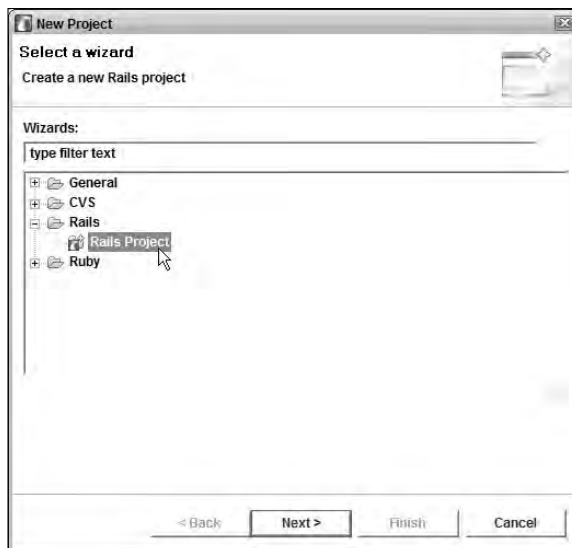 New Project
Select a wizard
Create a new Rails project
Wizards:
type filter text
General
CVS
Rails
Rails Project
Ruby
< Back Next > Finish Cancel